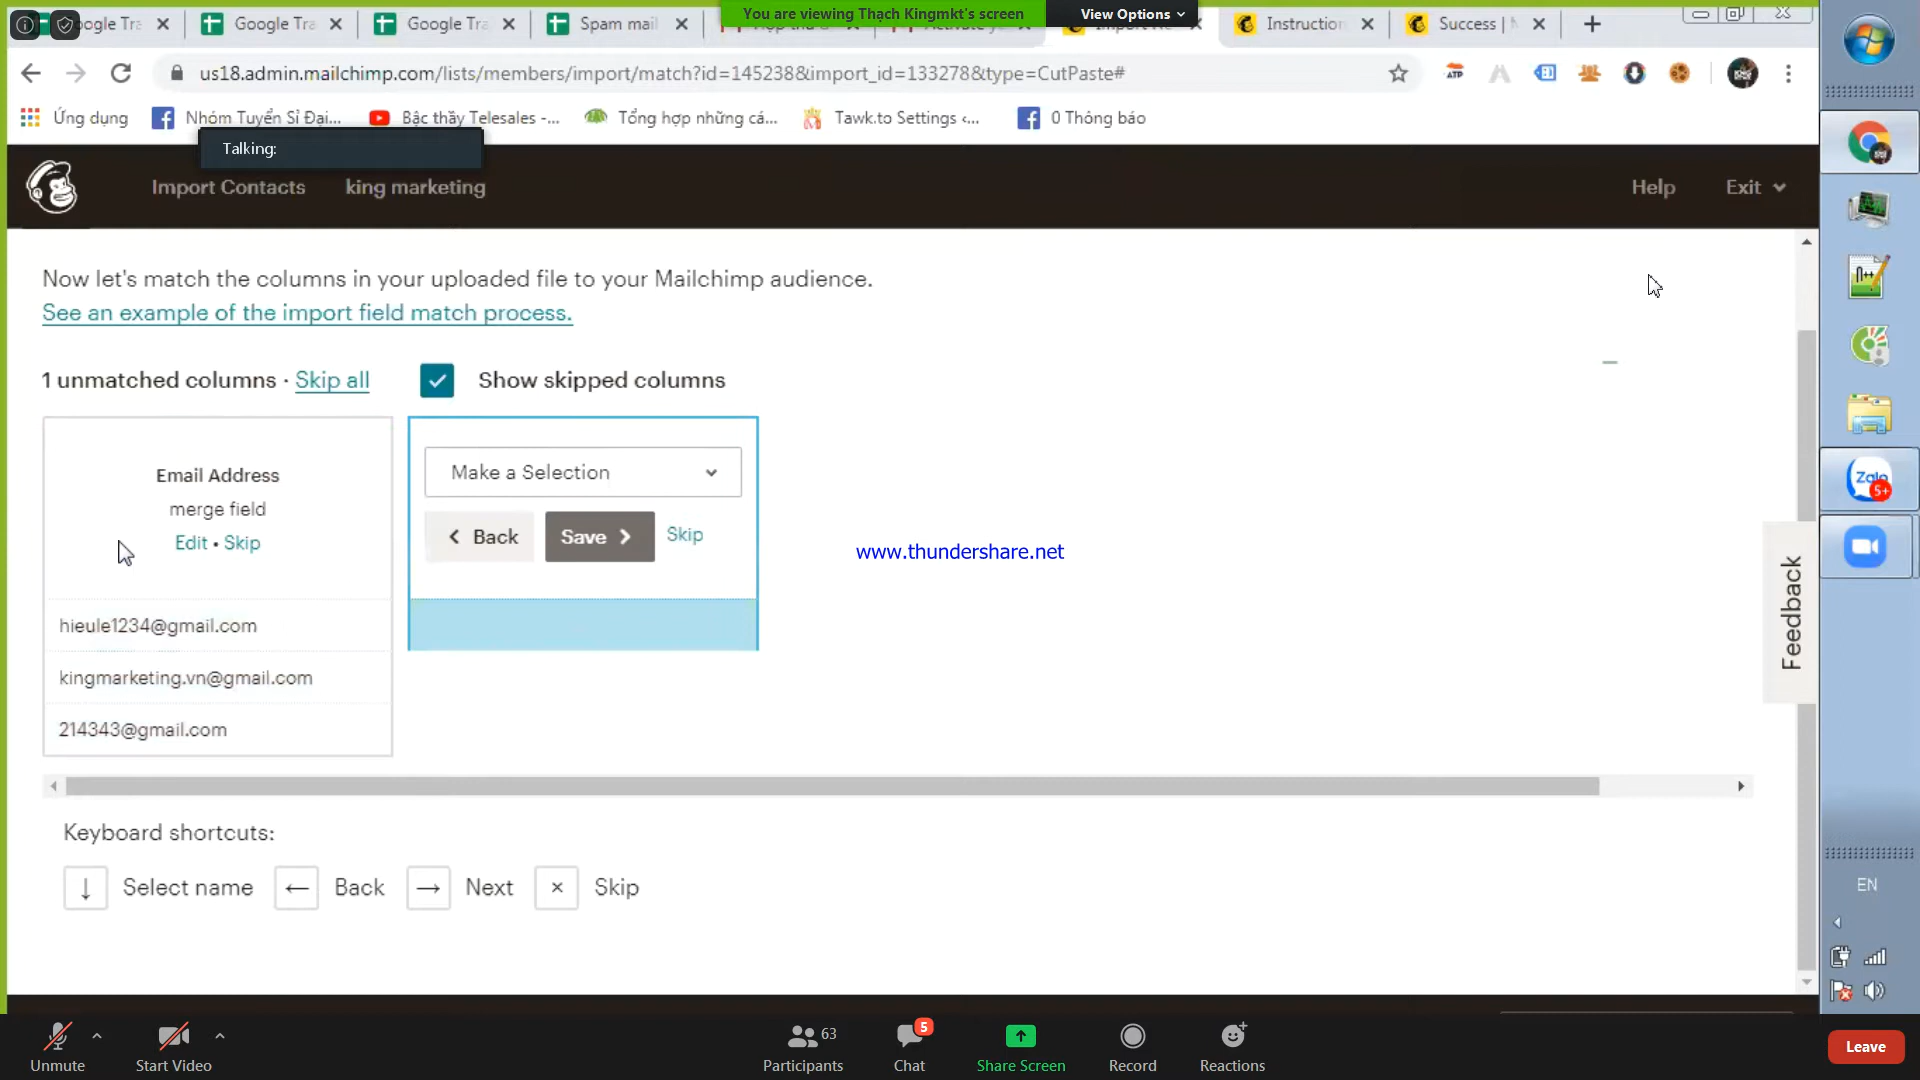 You are viewing Thạch Kingmkt's screen
View Options
Google Tra
Google Tra
Spam mail
Instruction
Success |
us18.admin.mailchimp.com/lists/members/import/match?id=145238&import_id=133278&type=CutPaste#
ATP
Ứng dụng
Nhóm Tuyển Sỉ Đại...
Bậc thầy Telesales -...
Tổng hợp những cá...
Tawk.to Settings ‹...
0 Thông báo
Talking:
Import Contacts
king marketing
Help
Exit
Now let's match the columns in your uploaded file to your Mailchimp audience.
See an example of the import field match process.
1 unmatched columns · Skip all
Show skipped columns
Email Address
merge field
Edit • Skip
hieule1234@gmail.com
kingmarketing.vn@gmail.com
214343@gmail.com
Make a Selection
Back
Save
Skip
www.thundershare.net
Feedback
Keyboard shortcuts:
Select name
Back
Next
Skip
Zalo
5+
EN
Unmute
Start Video
63
Participants
5
Chat
Share Screen
Record
Reactions
Leave